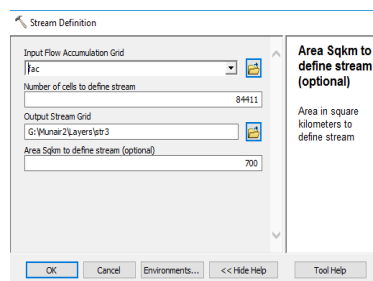 Stream Definition
Input Flow Accumulation Grid
fac
Number of cells to define stream
84411
Output Stream Grid
G:\Munair2\Layers\str3
Area Sqkm to define stream (optional)
700
Area Sqkm to
define stream
(optional)
Area in square
kilometers to
define stream
OK
Cancel
Environments...
<< Hide Help
Tool Help